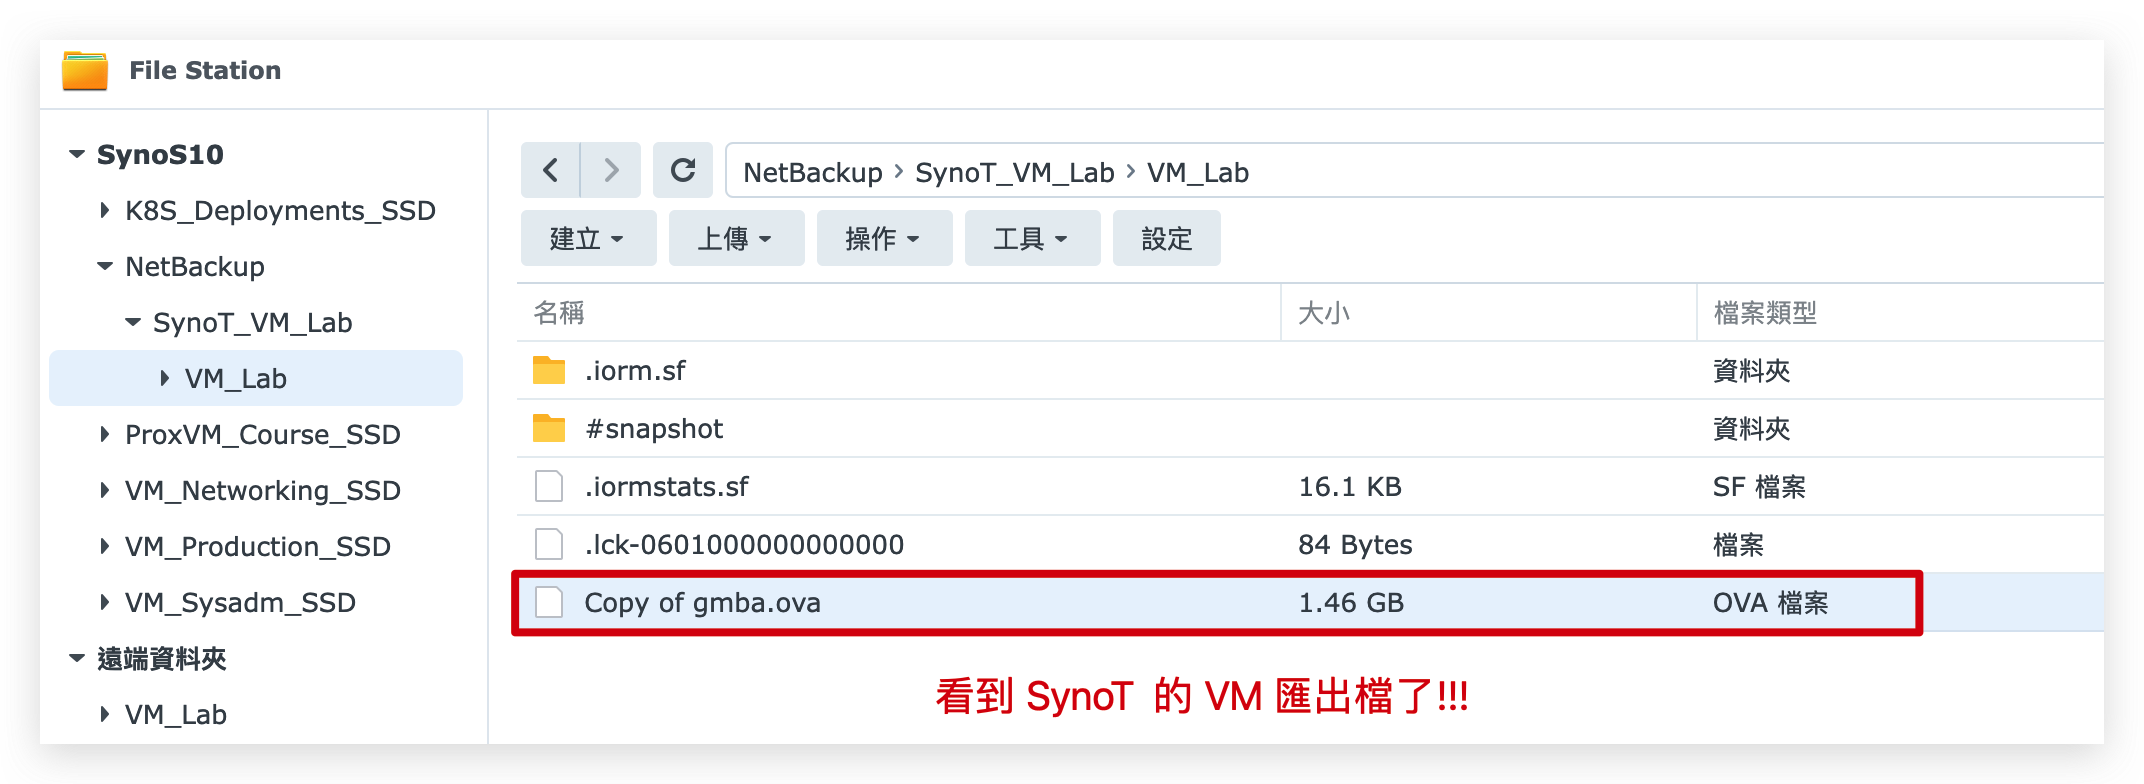 File Station
SynoS10
K8S_Deployments_SSD
NetBackup
SynoT_VM_Lab
VM_Lab
ProxVM_Course_SSD
VM_Networking_SSD
VM_Production_SSD
VM_Sysadm_SSD
遠端資料夾
VM_Lab
NetBackup › SynoT_VM_Lab › VM_Lab
建立 上傳 操作 工具 設定
名稱 大小 檔案類型
.iorm.sf 資料夾
#snapshot 資料夾
.iormstats.sf 16.1 KB SF 檔案
.lck-0601000000000000 84 Bytes 檔案
Copy of gmba.ova 1.46 GB OVA 檔案
看到 SynoT 的 VM 匯出檔了!!!